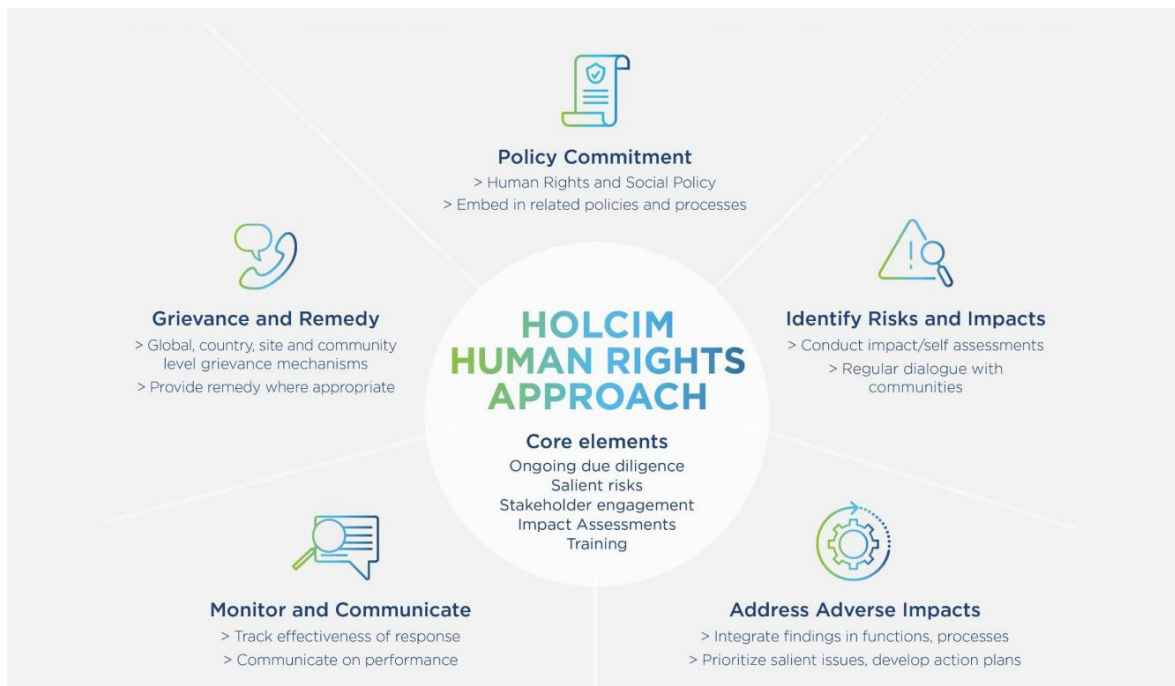 Policy Commitment
> Human Rights and Social Policy
> Embed in related policies and processes
Grievance and Remedy
> Global, country, site and community
level grievance mechanisms
> Provide remedy where appropriate
HOLCIM
HUMAN RIGHTS
APPROACH
Core elements
Ongoing due diligence
Salient risks
Stakeholder engagement
Impact Assessments
Training
Identify Risks and Impacts
> Conduct impact/self assessments
> Regular dialogue with
communities
Monitor and Communicate
> Track effectiveness of response
> Communicate on performance
Address Adverse Impacts
> Integrate findings in functions, processes
> Prioritize salient issues, develop action plans